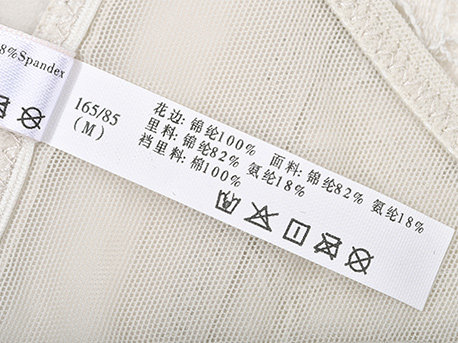 8%Spandex
165/85
(M)
花边:锦纶100% 面料:锦纶82% 氨纶18%
里料:锦纶82% 氨纶18%
裆里料:棉100%